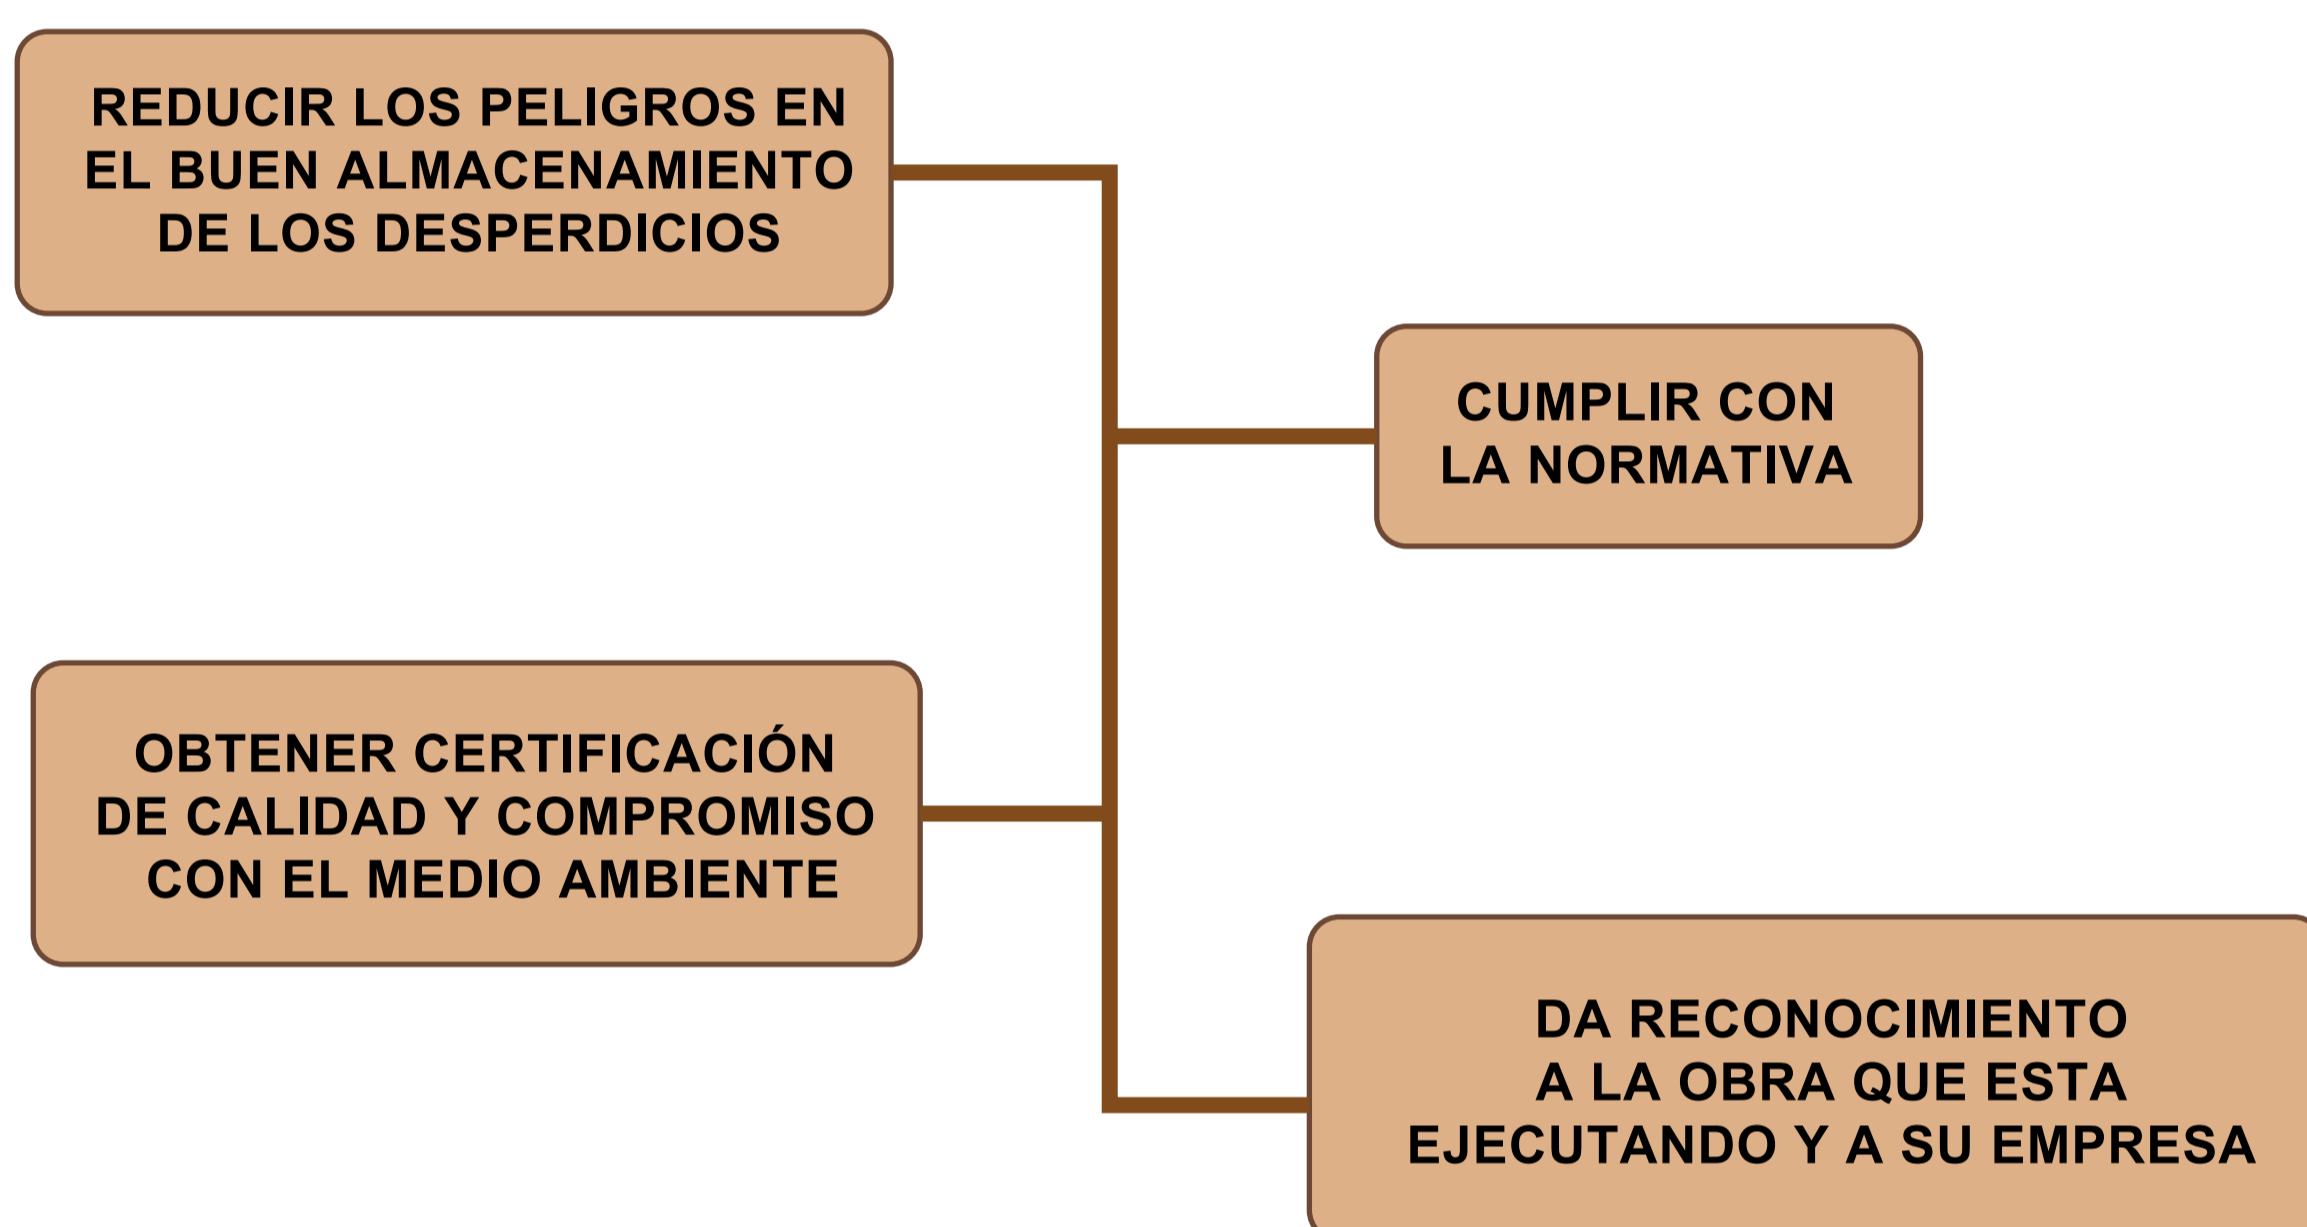 REDUCIR LOS PELIGROS EN
EL BUEN ALMACENAMIENTO
DE LOS DESPERDICIOS
CUMPLIR CON
LA NORMATIVA
OBTENER CERTIFICACIÓN
DE CALIDAD Y COMPROMISO
CON EL MEDIO AMBIENTE
DA RECONOCIMIENTO
A LA OBRA QUE ESTA
EJECUTANDO Y A SU EMPRESA